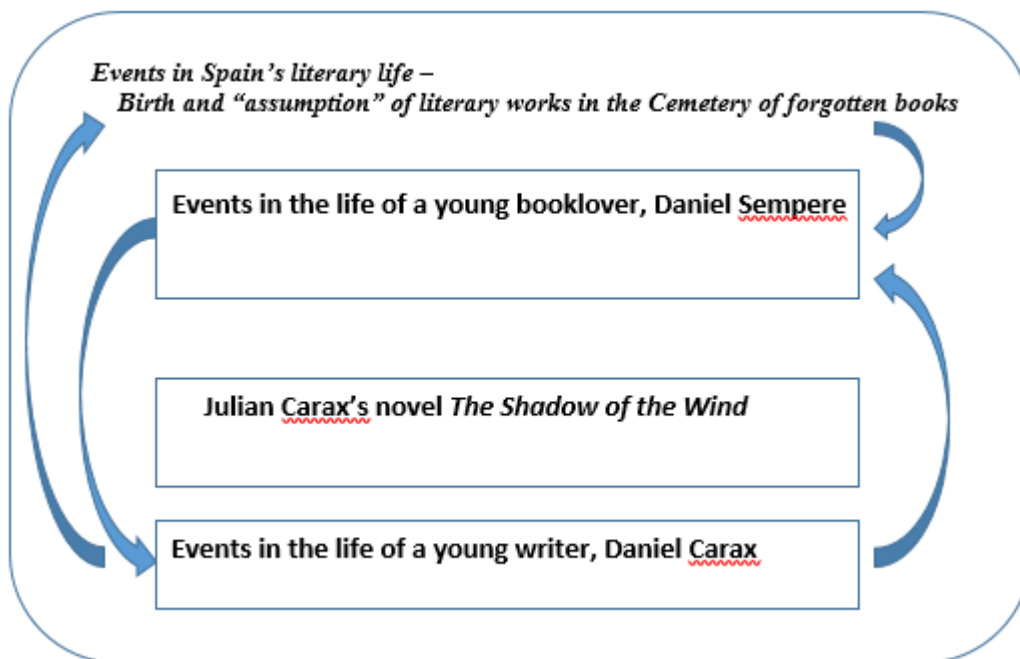 Events in Spain's literary life –
Birth and “assumption” of literary works in the Cemetery of forgotten books
Events in the life of a young booklover, Daniel Sempere
Julian Carax's novel The Shadow of the Wind
Events in the life of a young writer, Daniel Carax